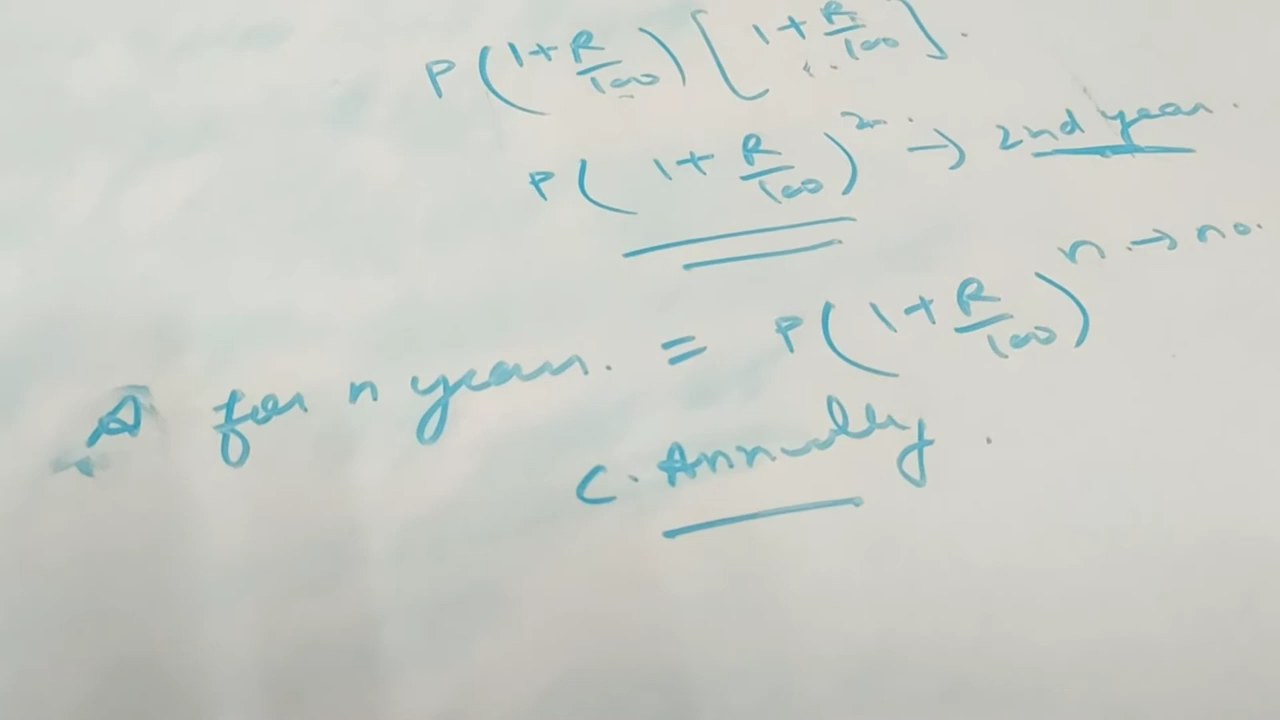 P(1+R/100)[1+R/100].
P(1+R/100)² → 2nd year.
A for n years. = P(1+R/100)ⁿ → no.
C. Annually.